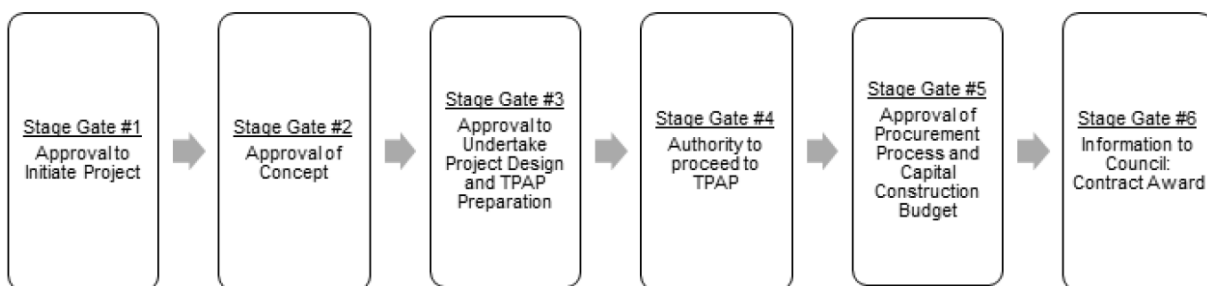 Stage Gate #1
Approval to
Initiate Project
Stage Gate #2
Approval of
Concept
Stage Gate #3
Approval to
Undertake
Project Design
and TPAP
Preparation
Stage Gate #4
Authority to
proceed to
TPAP
Stage Gate #5
Approval of
Procurement
Process and
Capital
Construction
Budget
Stage Gate #6
Information to
Council:
Contract Award